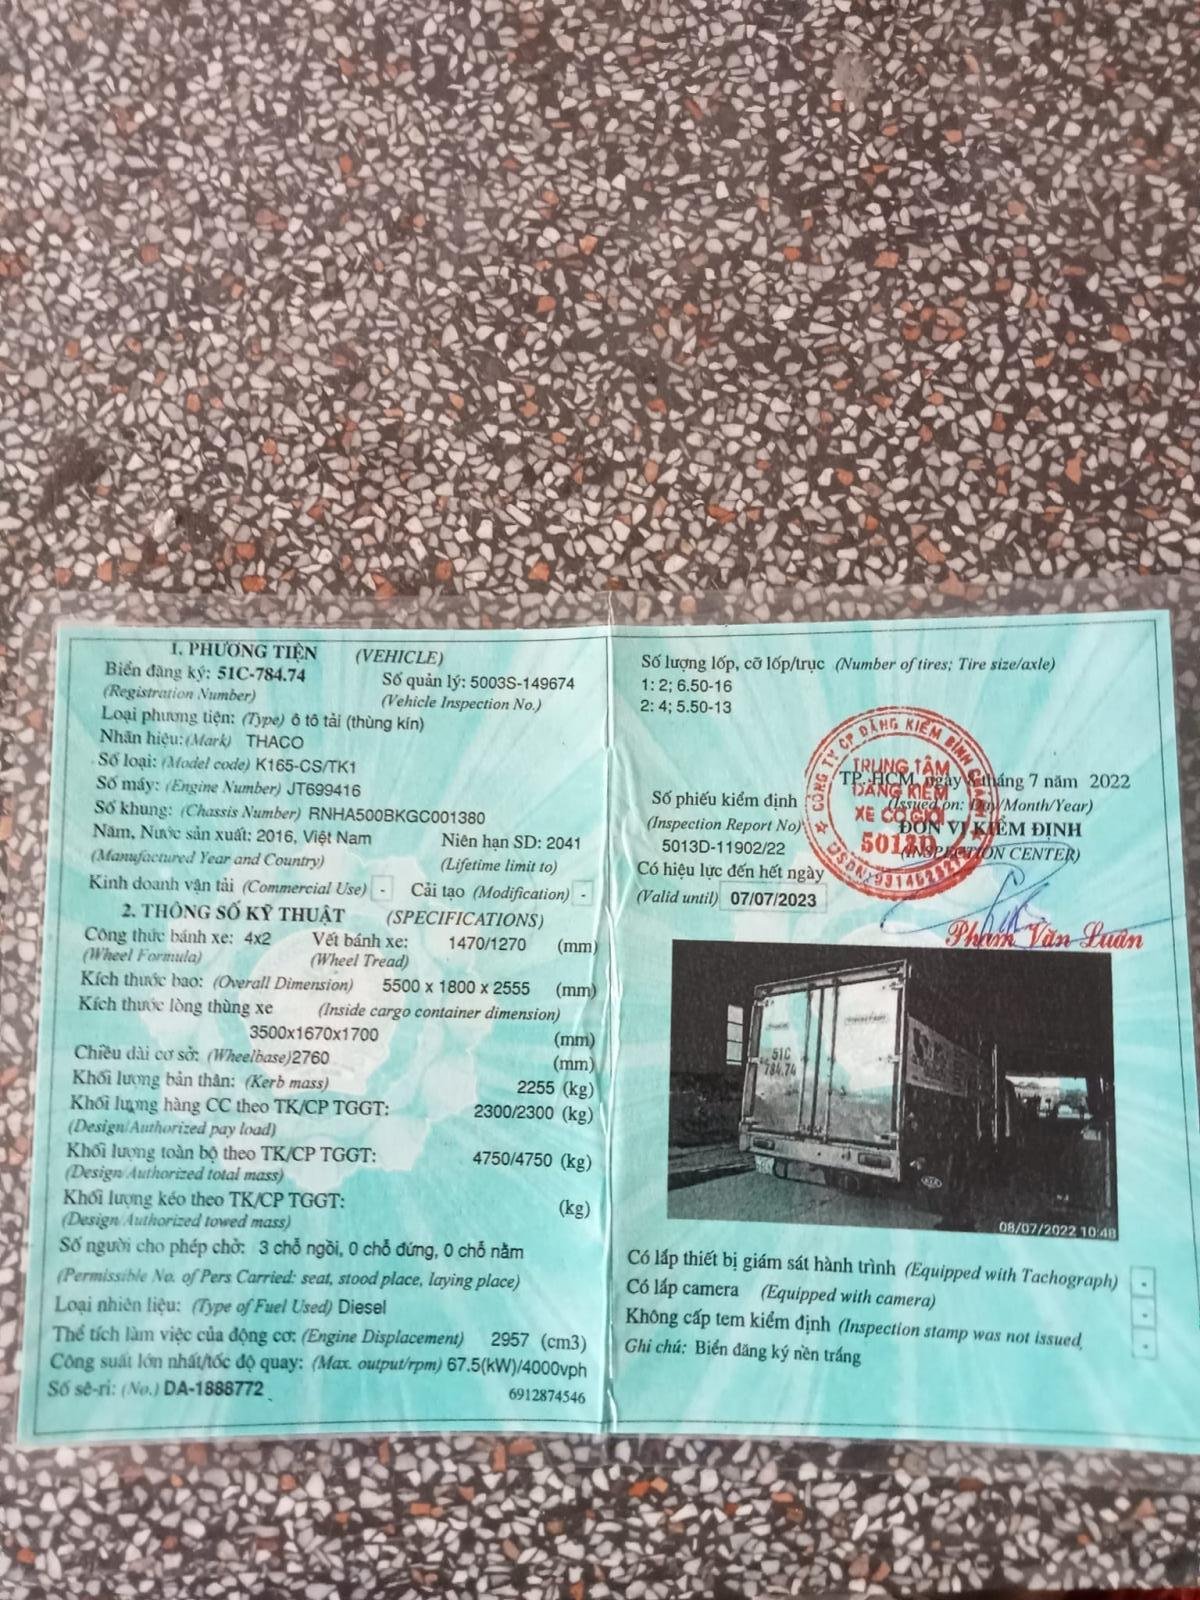 1. PHƯƠNG TIỆN (VEHICLE)
Biển đăng ký: 51C-784.74 Số quản lý: 5003S-149674
(Registration Number) (Vehicle Inspection No.)
Loại phương tiện: (Type) ô tô tải (thùng kín)
Nhãn hiệu: (Mark) THACO
Số loại: (Model code) K165-CS/TK1
Số máy: (Engine Number) JT699416
Số khung: (Chassis Number) RNHA500BKGC001380
Năm, Nước sản xuất: 2016, Việt Nam Niên hạn SD: 2041
(Manufactured Year and Country) (Lifetime limit to)
Kinh doanh vận tải (Commercial Use) - Cải tạo (Modification) -
2. THÔNG SỐ KỸ THUẬT (SPECIFICATIONS)
Công thức bánh xe: 4x2 Vết bánh xe: 1470/1270 (mm)
(Wheel Formula) (Wheel Tread)
Kích thước bao: (Overall Dimension) 5500 x 1800 x 2555 (mm)
Kích thước lòng thùng xe (Inside cargo container dimension)
3500x1670x1700 (mm)
Chiều dài cơ sở: (Wheelbase)2760 (mm)
Khối lượng bản thân: (Kerb mass) 2255 (kg)
Khối lượng hàng CC theo TK/CP TGGT: 2300/2300 (kg)
(Design/Authorized pay load)
Khối lượng toàn bộ theo TK/CP TGGT: 4750/4750 (kg)
(Design/Authorized total mass)
Khối lượng kéo theo TK/CP TGGT: (kg)
(Design/Authorized towed mass)
Số người cho phép chở: 3 chỗ ngồi, 0 chỗ đứng, 0 chỗ nằm
(Permissible No. of Pers Carried: seat, stood place, laying place)
Loại nhiên liệu: (Type of Fuel Used) Diesel
Thể tích làm việc của động cơ: (Engine Displacement) 2957 (cm3)
Công suất lớn nhất/tốc độ quay: (Max. output/rpm) 67.5(kW)/4000vph
Số sê-ri: (No.) DA-1888772 6912874546
Số lượng lốp, cỡ lốp/trục (Number of tires; Tire size/axle)
1: 2; 6.50-16
2: 4; 5.50-13
TP. HCM, ngày 8 tháng 7 năm 2022
(Issued on: Day/Month/Year)
Số phiếu kiểm định
(Inspection Report No)
5013D-11902/22
ĐƠN VỊ KIỂM ĐỊNH
(INSPECTION CENTER)
Có hiệu lực đến hết ngày
(Valid until) 07/07/2023
TRUNG TÂM
ĐĂNG KIỂM
XE CƠ GIỚI
5013D
Phạm Văn Luân
51C
784.74
KIA
08/07/2022 10:48
Có lắp thiết bị giám sát hành trình (Equipped with Tachograph) -
Có lắp camera (Equipped with camera) -
Không cấp tem kiểm định (Inspection stamp was not issued, -
Ghi chú: Biển đăng ký nền trắng